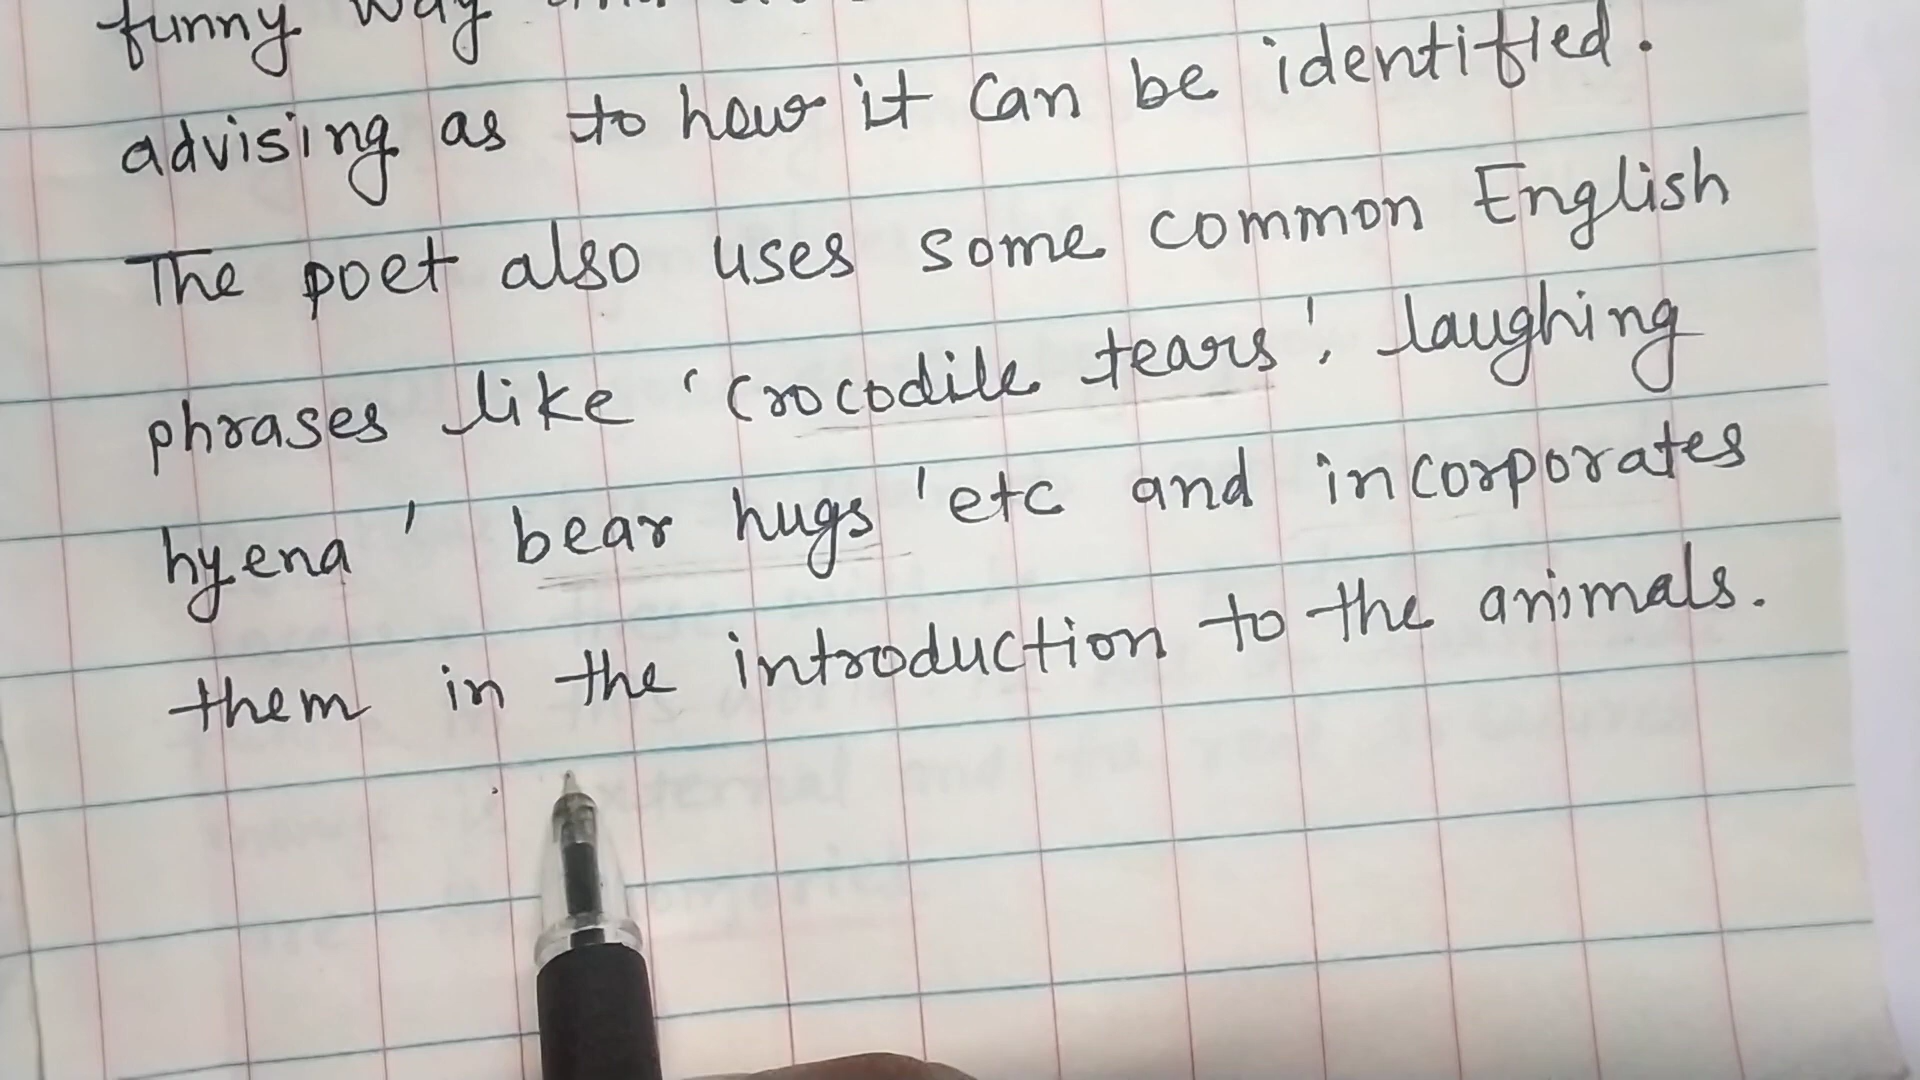 funny way
advising as to how it can be identified.
The poet also uses some common English
phrases like 'Crocodile tears', laughing
hyena ' bear hugs 'etc and incorporates
them in the introduction to the animals.